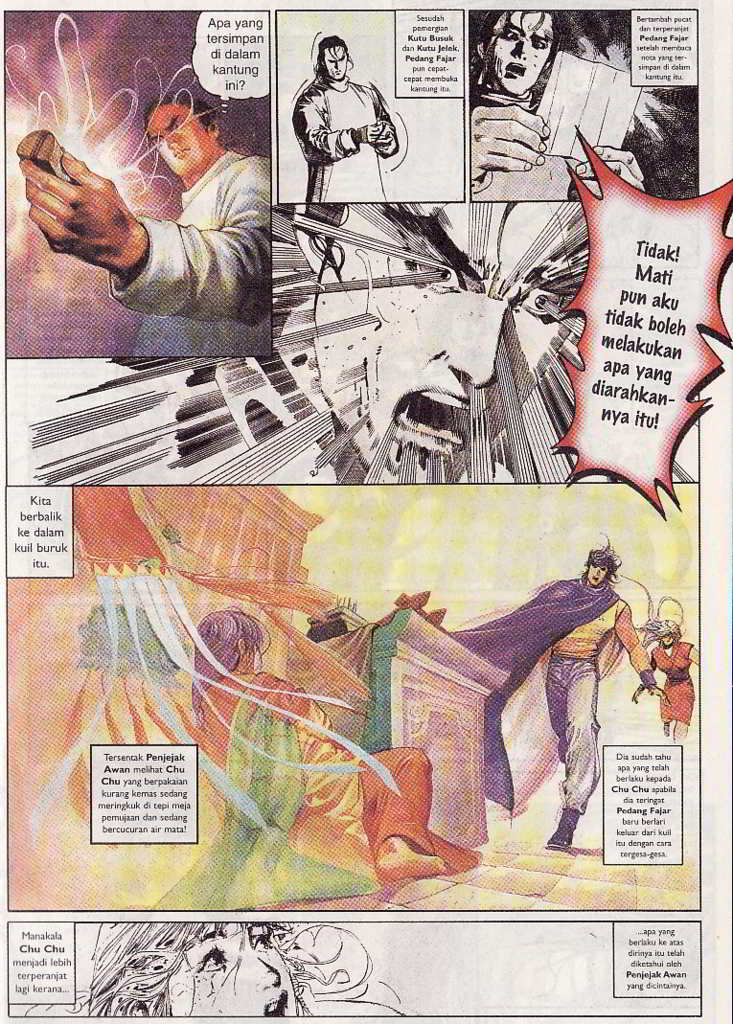 Apa yang
tersimpan
di dalam
kantung
ini?
Sesudah
pemergian
Kutu Busuk
dan Kutu Jelek,
Pedang Fajar
pun cepat-
cepat membuka
kantung itu.
Bertambah pucat
dan terperanjat
Pedang Fajar
setelah membaca
nota yang ter-
simpan di dalam
kantung itu.
Tidak!
Mati
pun aku
tidak boleh
melakukan
apa yang
diarahkan-
nya itu!
Kita
berbalik
ke dalam
kuil buruk
itu.
Tersentak Penjejak
Awan melihat Chu
Chu yang berpakaian
kurang kemas sedang
meringkuk di tepi meja
pemujaan dan sedang
bercucuran air mata!
Dia sudah tahu
apa yang telah
berlaku kepada
Chu Chu apabila
dia teringat
Pedang Fajar
baru berlari
keluar dari kuil
itu dengan cara
tergesa-gesa.
Manakala
Chu Chu
menjadi lebih
terperanjat
lagi kerana...
...apa yang
berlaku ke atas
dirinya itu telah
diketahui oleh
Penjejak Awan
yang dicintainya.